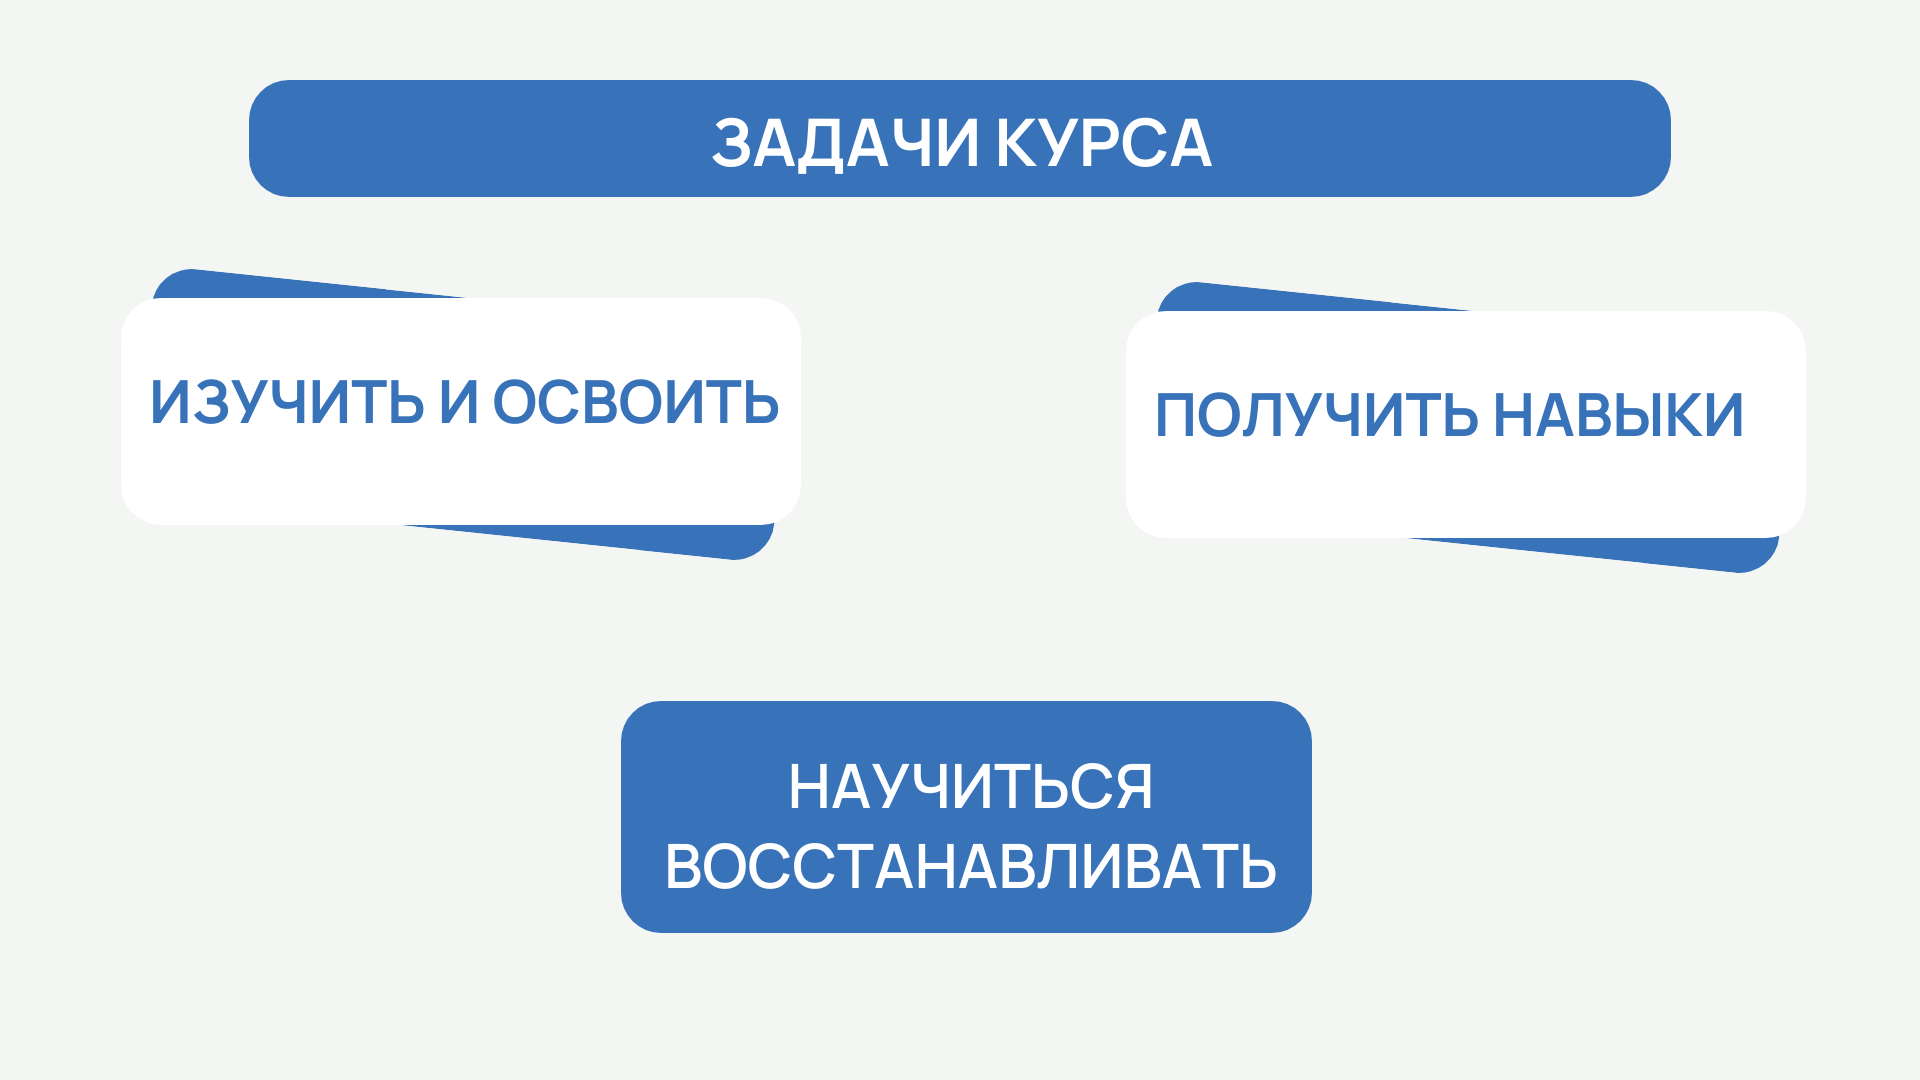 ЗАДАЧИ КУРСА
ИЗУЧИТЬ И ОСВОИТЬ
ПОЛУЧИТЬ НАВЫКИ
НАУЧИТЬСЯ
ВОССТАНАВЛИВАТЬ